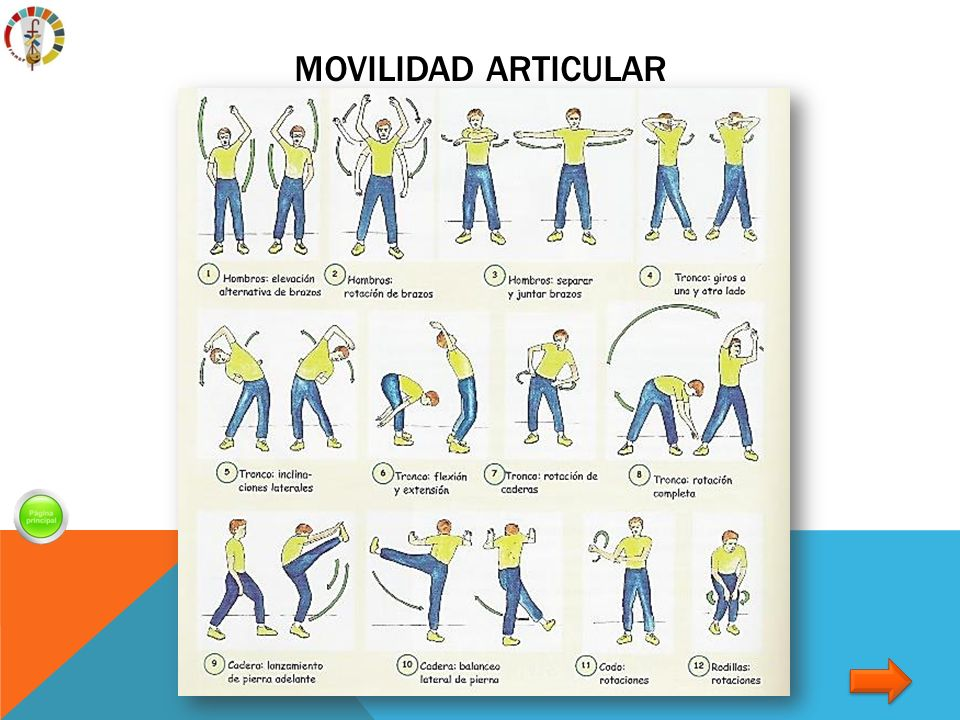 MOVILIDAD ARTICULAR
1 Hombros: elevación
alternativa de brazos
2 Hombros:
rotación de brazos
3 Hombros: separar
y juntar brazos
4 Tronco: giros a
uno y otro lado
5 Tronco: inclina-
ciones laterales
6 Tronco: flexión
y extensión
7 Tronco: rotación de
caderas
8 Tronco: rotación
completa
Página
principal
9 Cadera: lanzamiento
de pierna adelante
10 Cadera: balanceo
lateral de pierna
11 Codo:
rotaciones
12 Rodillas:
rotaciones